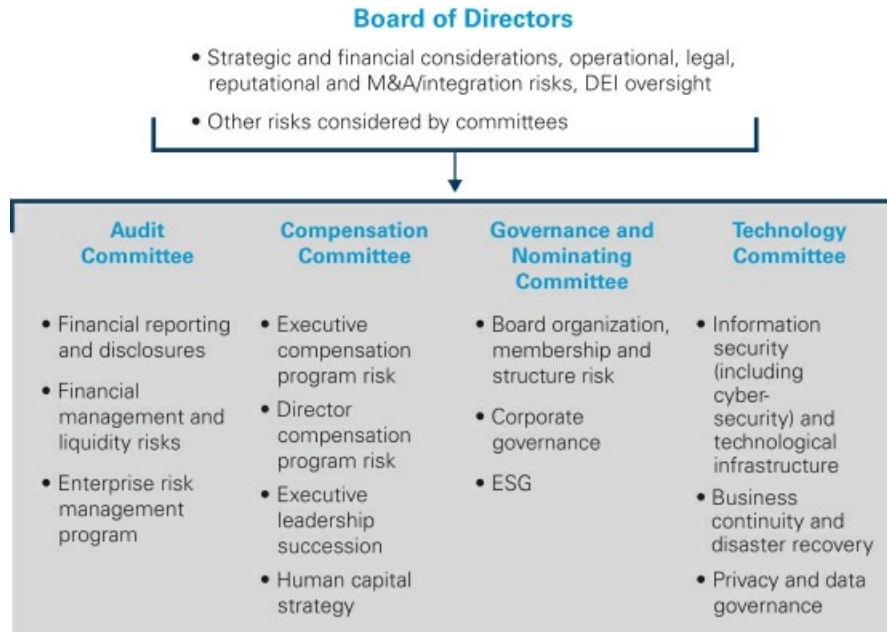 Board of Directors
• Strategic and financial considerations, operational, legal,
reputational and M&A/integration risks, DEI oversight
• Other risks considered by committees
Audit
Committee
• Financial reporting
and disclosures
• Financial
management and
liquidity risks
• Enterprise risk
management
program
Compensation
Committee
• Executive
compensation
program risk
• Director
compensation
program risk
• Executive
leadership
succession
• Human capital
strategy
Governance and
Nominating
Committee
• Board organization,
membership and
structure risk
• Corporate
governance
• ESG
Technology
Committee
• Information
security
(including
cyber-
security) and
technological
infrastructure
• Business
continuity and
disaster recovery
• Privacy and data
governance